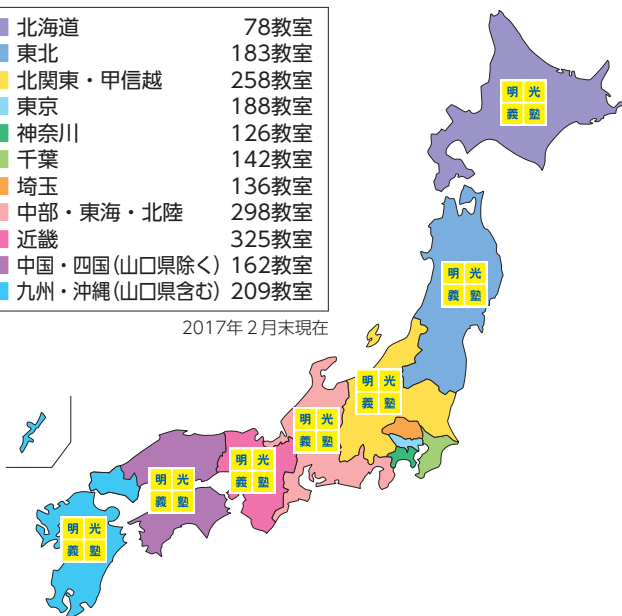 北海道 78教室
東北 183教室
北関東・甲信越 258教室
東京 188教室
神奈川 126教室
千葉 142教室
埼玉 136教室
中部・東海・北陸 298教室
近畿 325教室
中国・四国(山口県除く) 162教室
九州・沖縄(山口県含む) 209教室
2017年2月末現在
明光
義塾
明光
義塾
明光
義塾
明光
義塾
明光
義塾
明光
義塾
明光
義塾